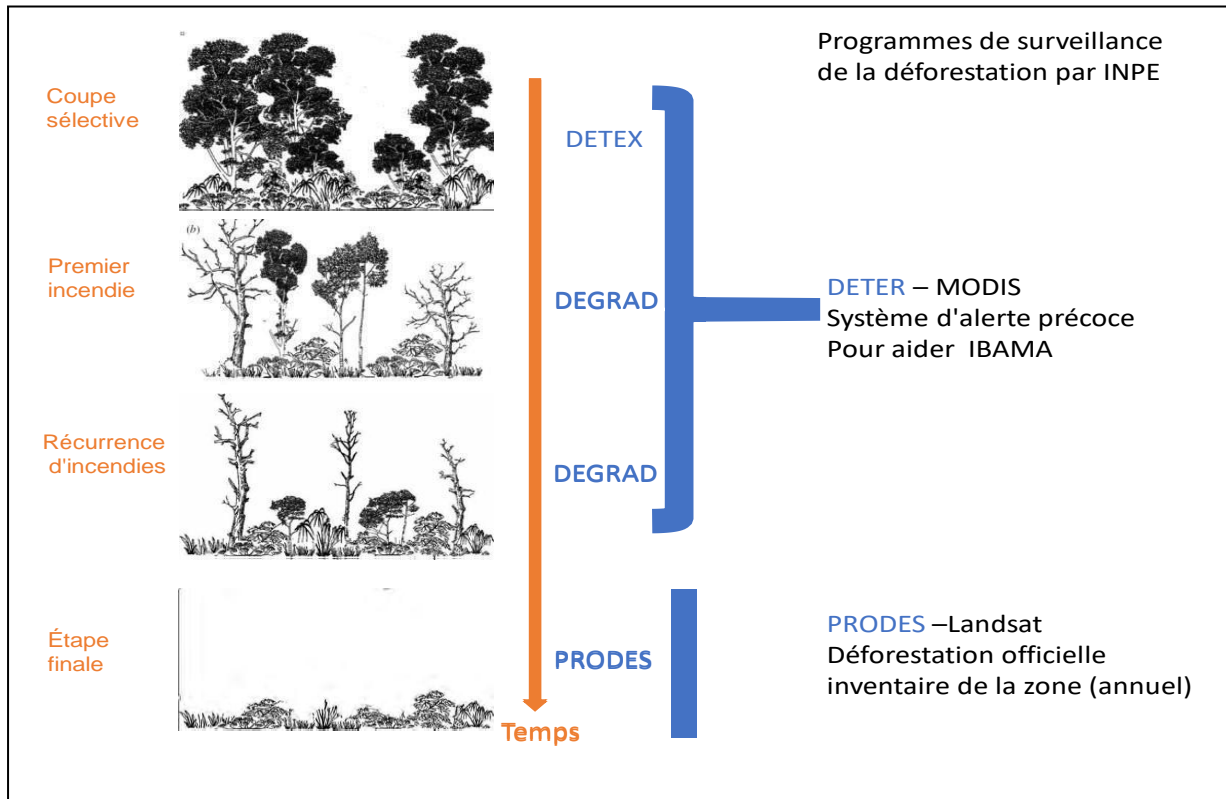 Programmes de surveillance
de la déforestation par INPE
Coupe
sélective
DETEX
(b)
Premier
incendie
DEGRAD
DETER – MODIS
Système d'alerte précoce
Pour aider IBAMA
Récurrence
d'incendies
DEGRAD
Étape
finale
PRODES
PRODES –Landsat
Déforestation officielle
inventaire de la zone (annuel)
Temps